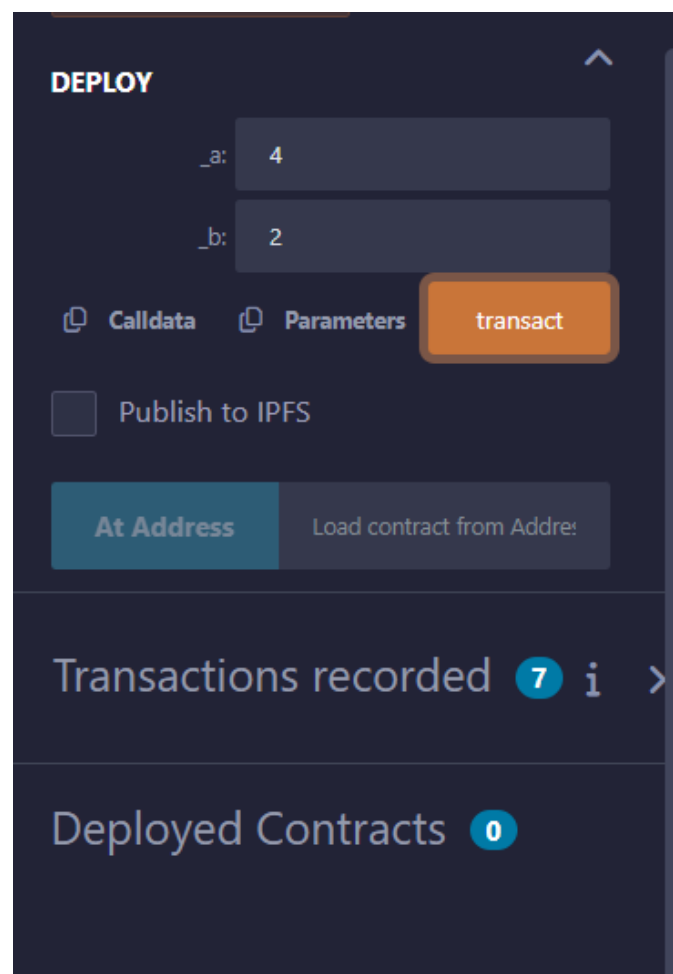 DEPLOY
_a: 4
_b: 2
Calldata Parameters transact
Publish to IPFS
At Address Load contract from Addre
Transactions recorded 7 i
Deployed Contracts 0